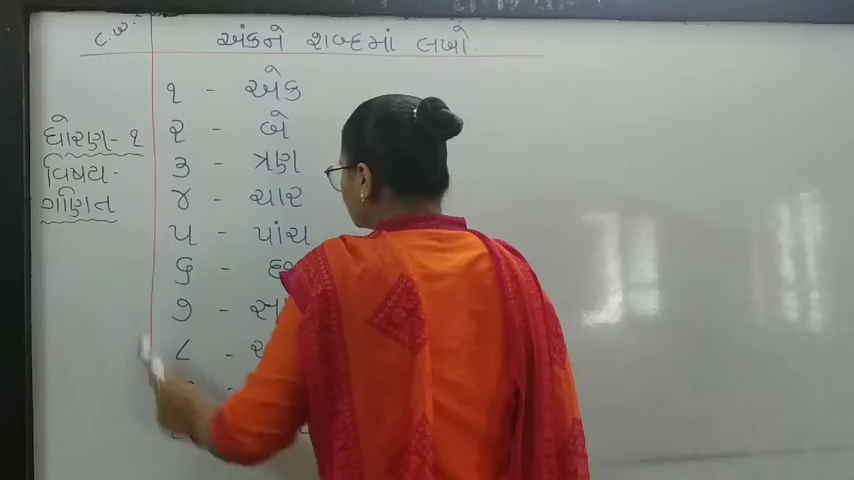 C.W. અંકને શબ્દમાં લખો.
ધોરણ-૧
વિષય-
ગણિત
૧ - એક
૨ - બે
૩ - ત્રણ
૪ - ચાર
૫ - પાંચ
૬ - છ
૭ -
૮ -